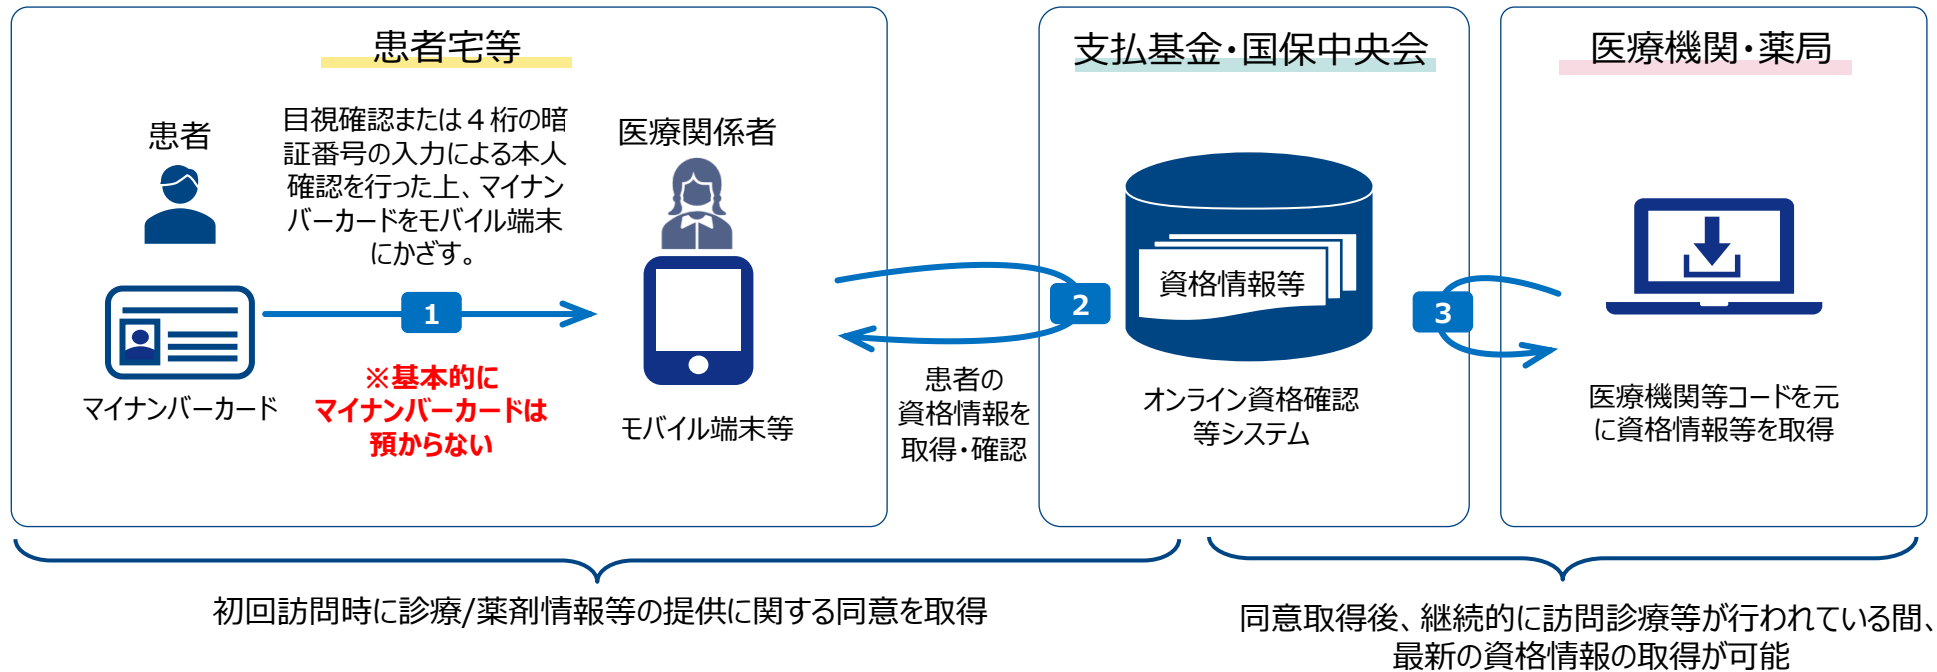 患者宅等
患者
目視確認または４桁の暗
証番号の入力による本人
確認を行った上、マイナン
バーカードをモバイル端末
にかざす。
医療関係者
1
マイナンバーカード
※基本的に
マイナンバーカードは
預からない
モバイル端末等
2
患者の
資格情報を
取得・確認
支払基金・国保中央会
資格情報等
オンライン資格確認
等システム
3
医療機関・薬局
医療機関等コードを元
に資格情報等を取得
初回訪問時に診療/薬剤情報等の提供に関する同意を取得
同意取得後、継続的に訪問診療等が行われている間、
最新の資格情報の取得が可能